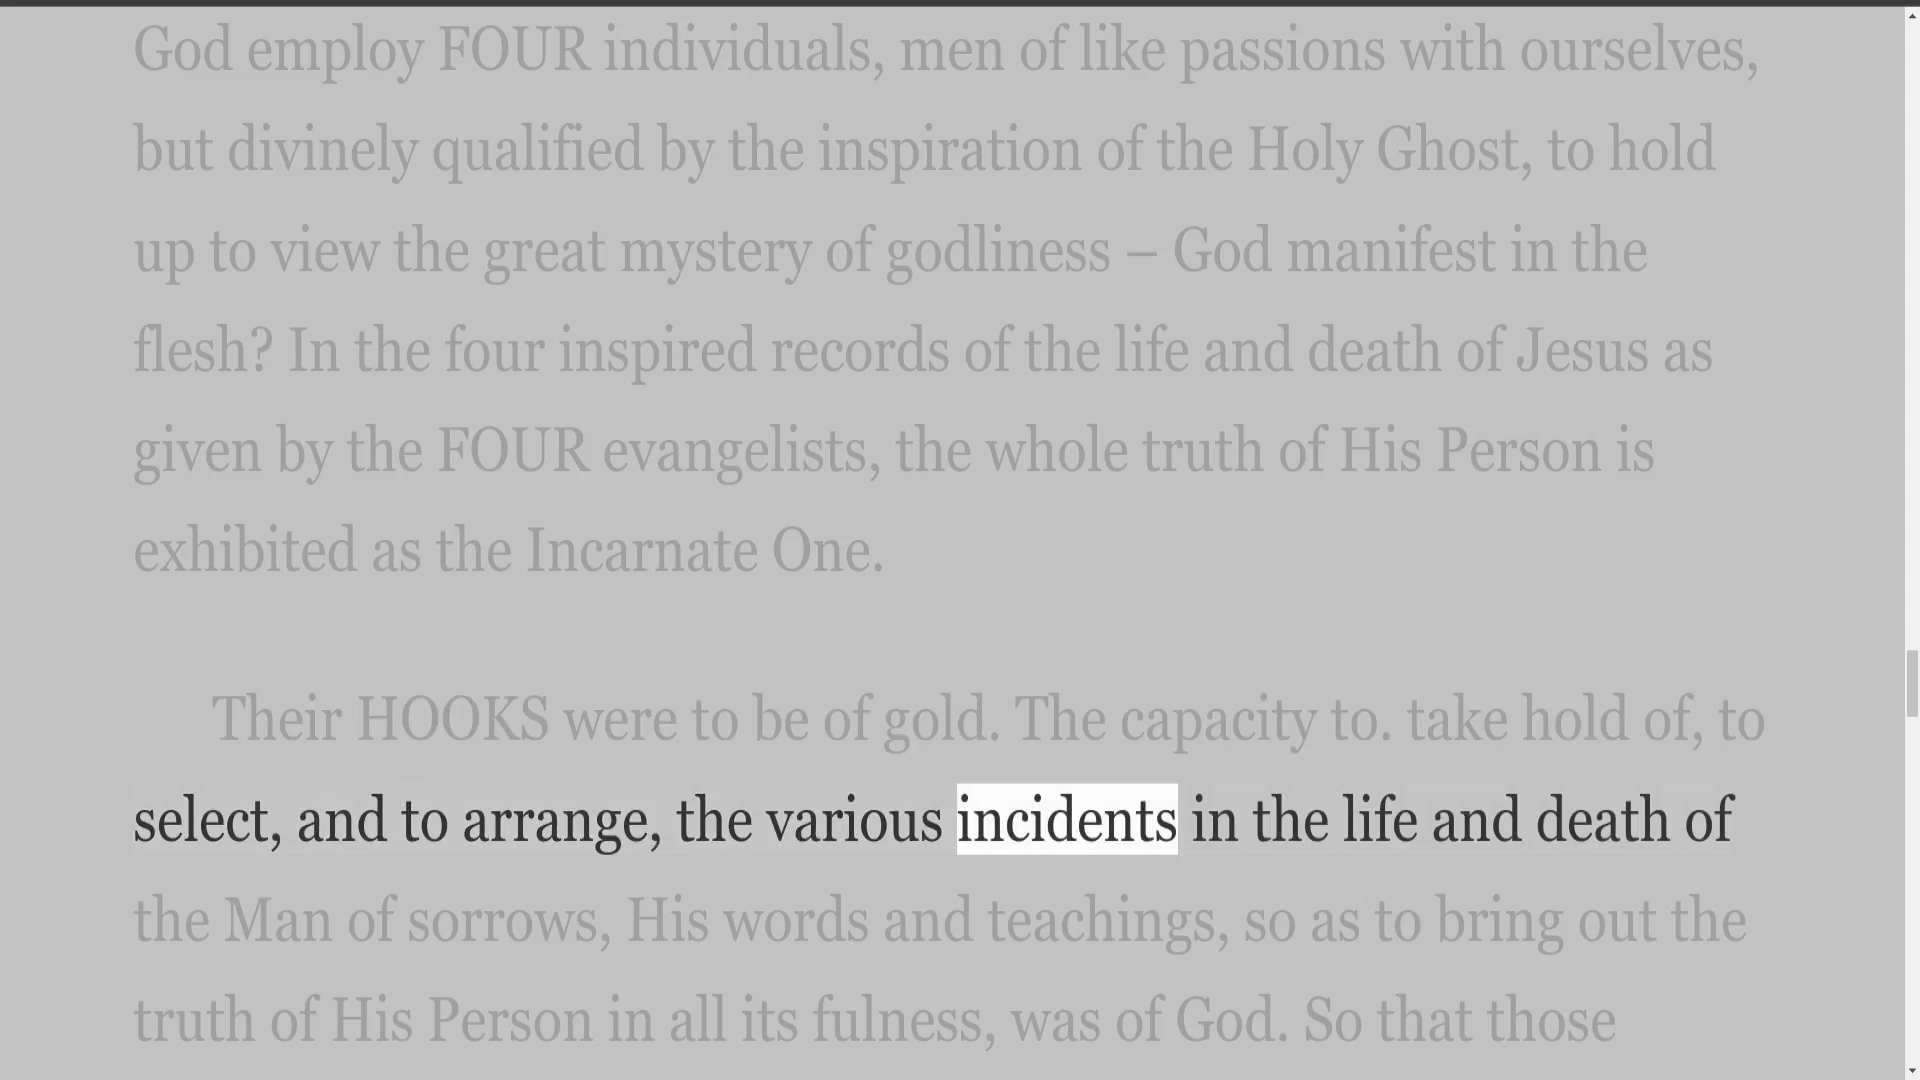 God employ FOUR individuals, men of like passions with ourselves,
but divinely qualified by the inspiration of the Holy Ghost, to hold
up to view the great mystery of godliness – God manifest in the
flesh? In the four inspired records of the life and death of Jesus as
given by the FOUR evangelists, the whole truth of His Person is
exhibited as the Incarnate One.
Their HOOKS were to be of gold. The capacity to. take hold of, to
select, and to arrange, the various incidents in the life and death of
the Man of sorrows, His words and teachings, so as to bring out the
truth of His Person in all its fulness, was of God. So that those